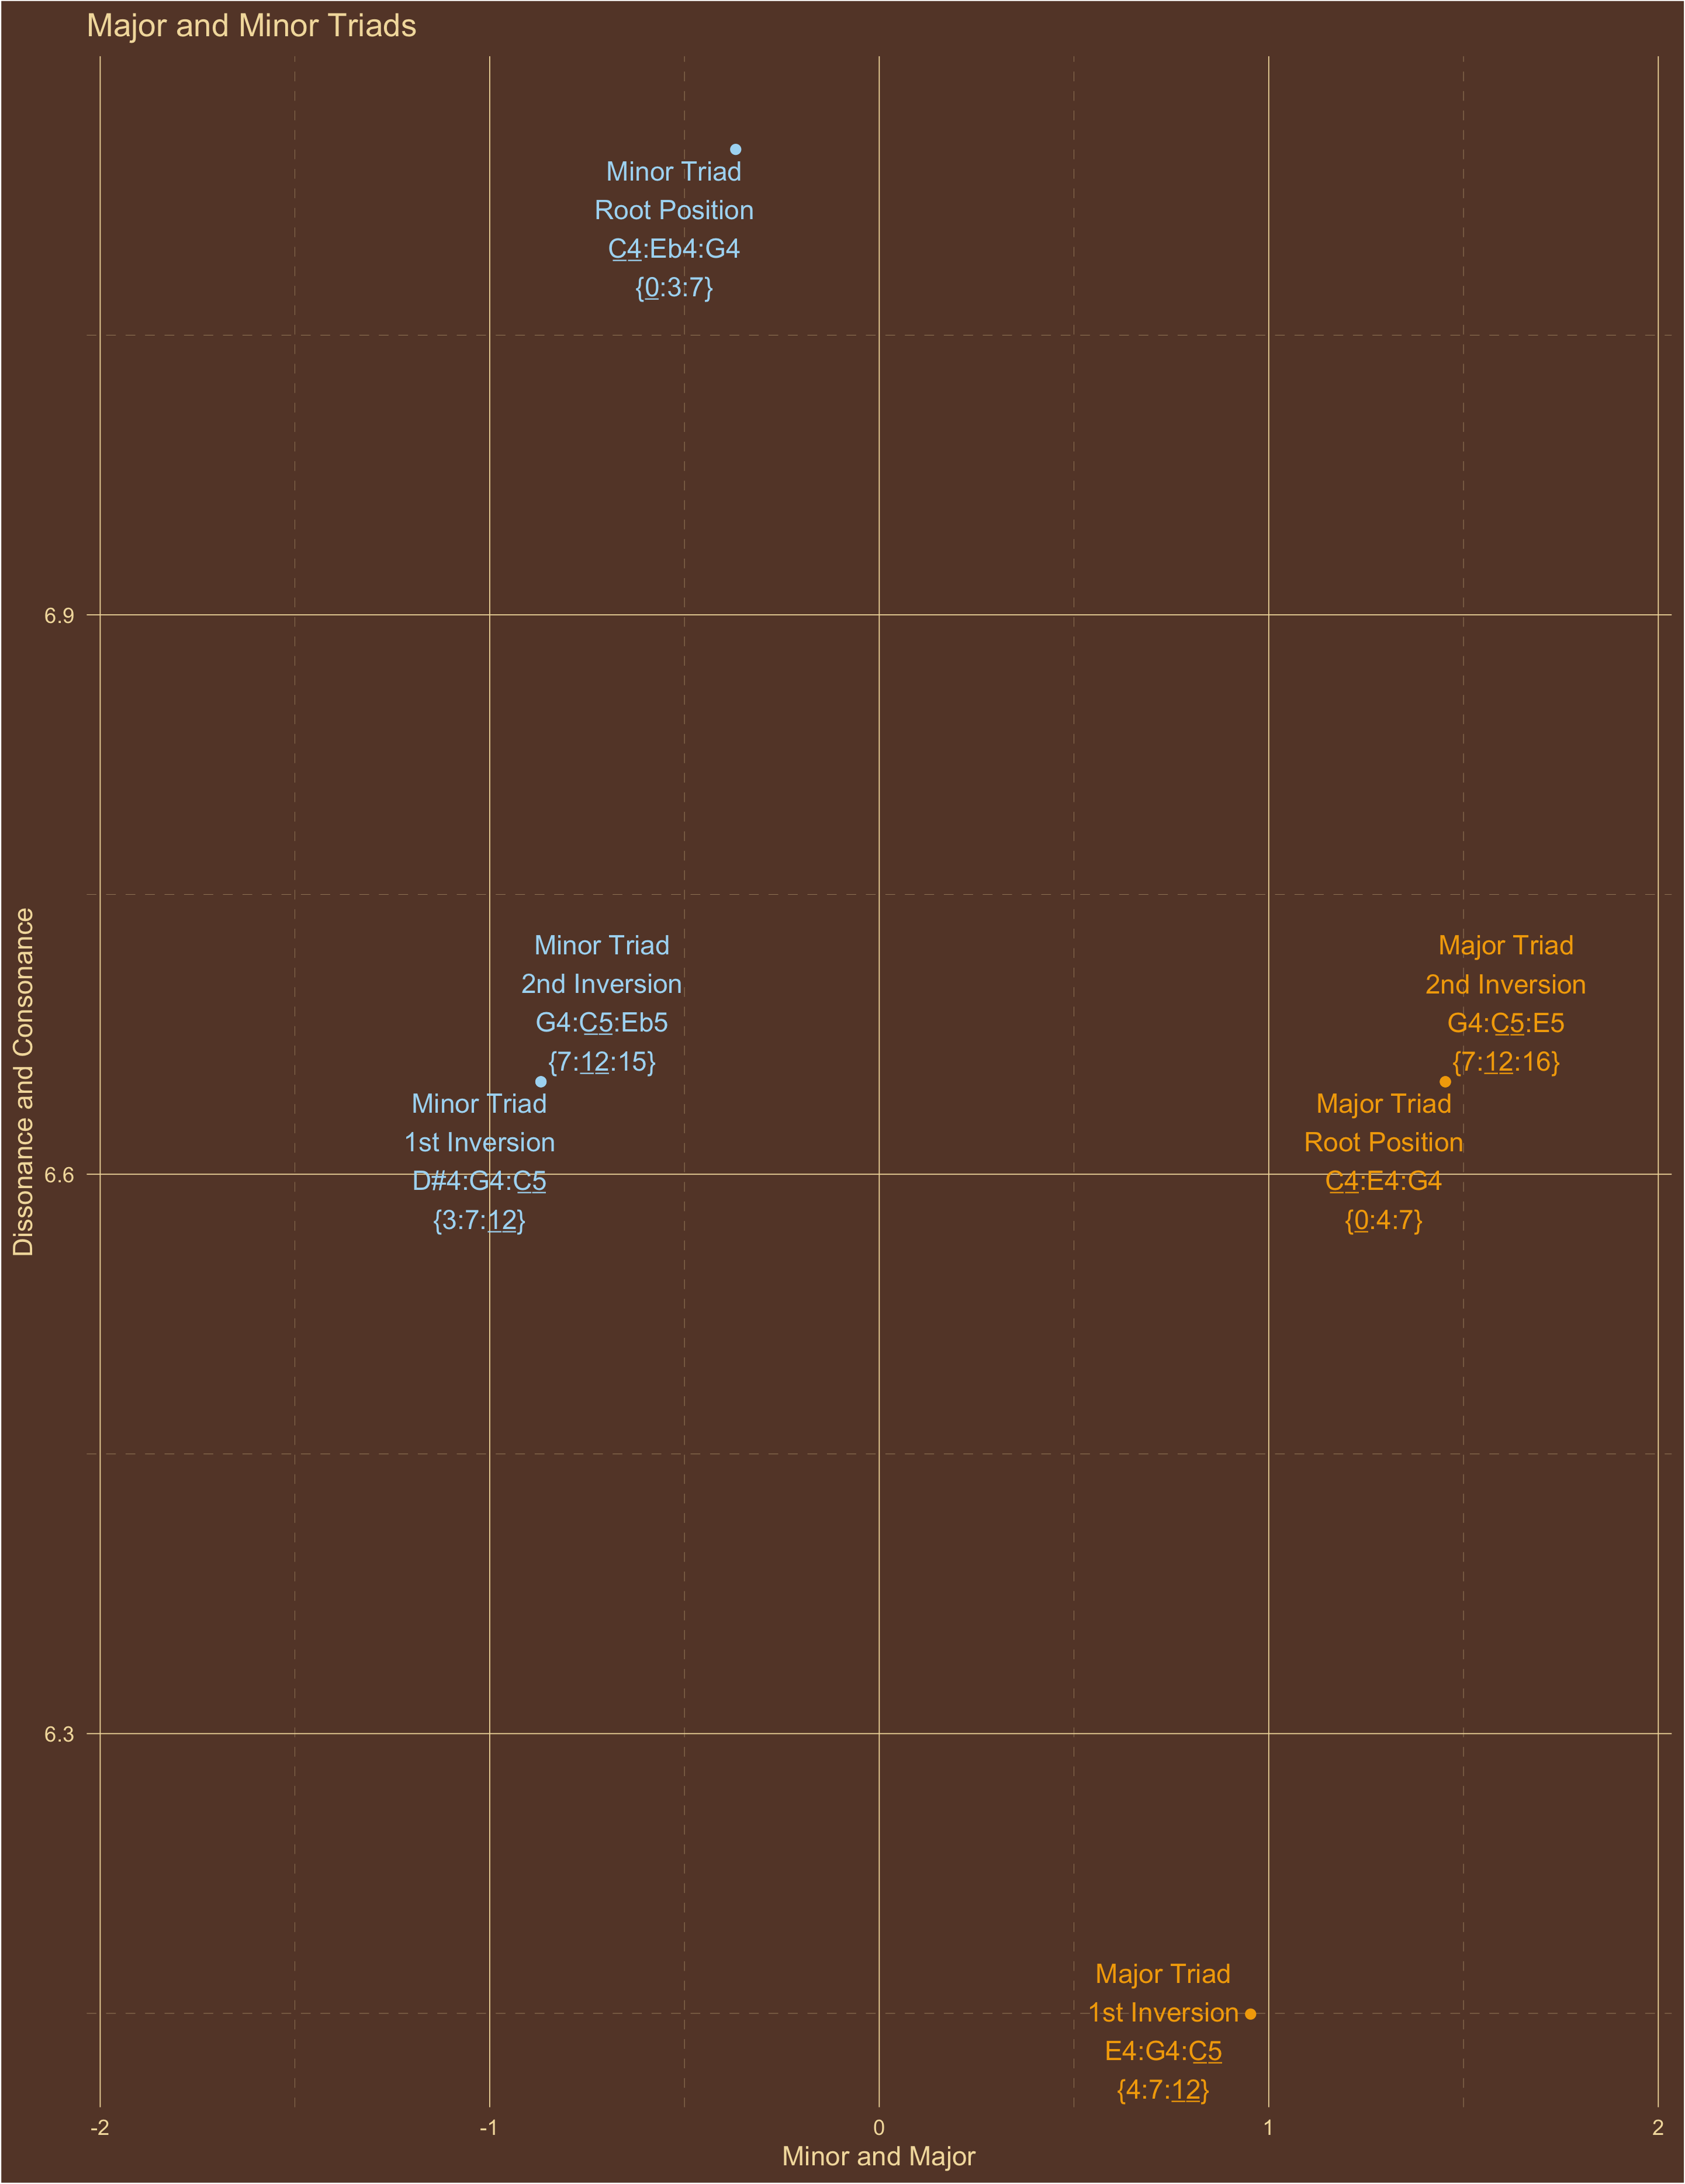 Major and Minor Triads
Minor Triad
Root Position
C4:Eb4:G4
{0:3:7}
6.9
Dissonance and Consonance
Minor Triad
2nd Inversion
G4:C5:Eb5
{7:12:15}
Major Triad
2nd Inversion
G4:C5:E5
{7:12:16}
Minor Triad
1st Inversion
D#4:G4:C5
{3:7:12}
Major Triad
Root Position
C4:E4:G4
{0:4:7}
6.6
6.3
Major Triad
1st Inversion
E4:G4:C5
{4:7:12}
-2 -1 0 1 2
Minor and Major